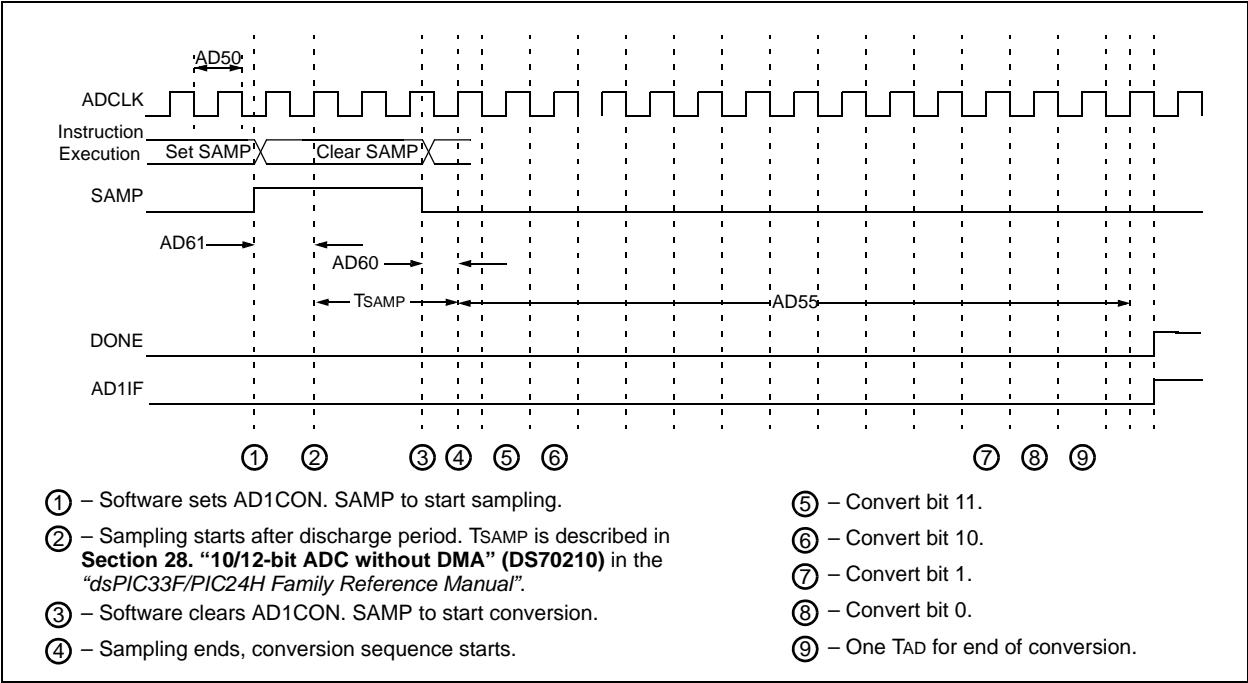 AD50
ADCLK
Instruction
Execution
Set SAMP
Clear SAMP
SAMP
AD61
AD60
TSAMP
AD55
DONE
AD1IF
1 2 3 4 5 6 7 8 9
1 – Software sets AD1CON. SAMP to start sampling.
2 – Sampling starts after discharge period. TSAMP is described in
Section 28. “10/12-bit ADC without DMA” (DS70210) in the
“dsPIC33F/PIC24H Family Reference Manual”.
3 – Software clears AD1CON. SAMP to start conversion.
4 – Sampling ends, conversion sequence starts.
5 – Convert bit 11.
6 – Convert bit 10.
7 – Convert bit 1.
8 – Convert bit 0.
9 – One TAD for end of conversion.